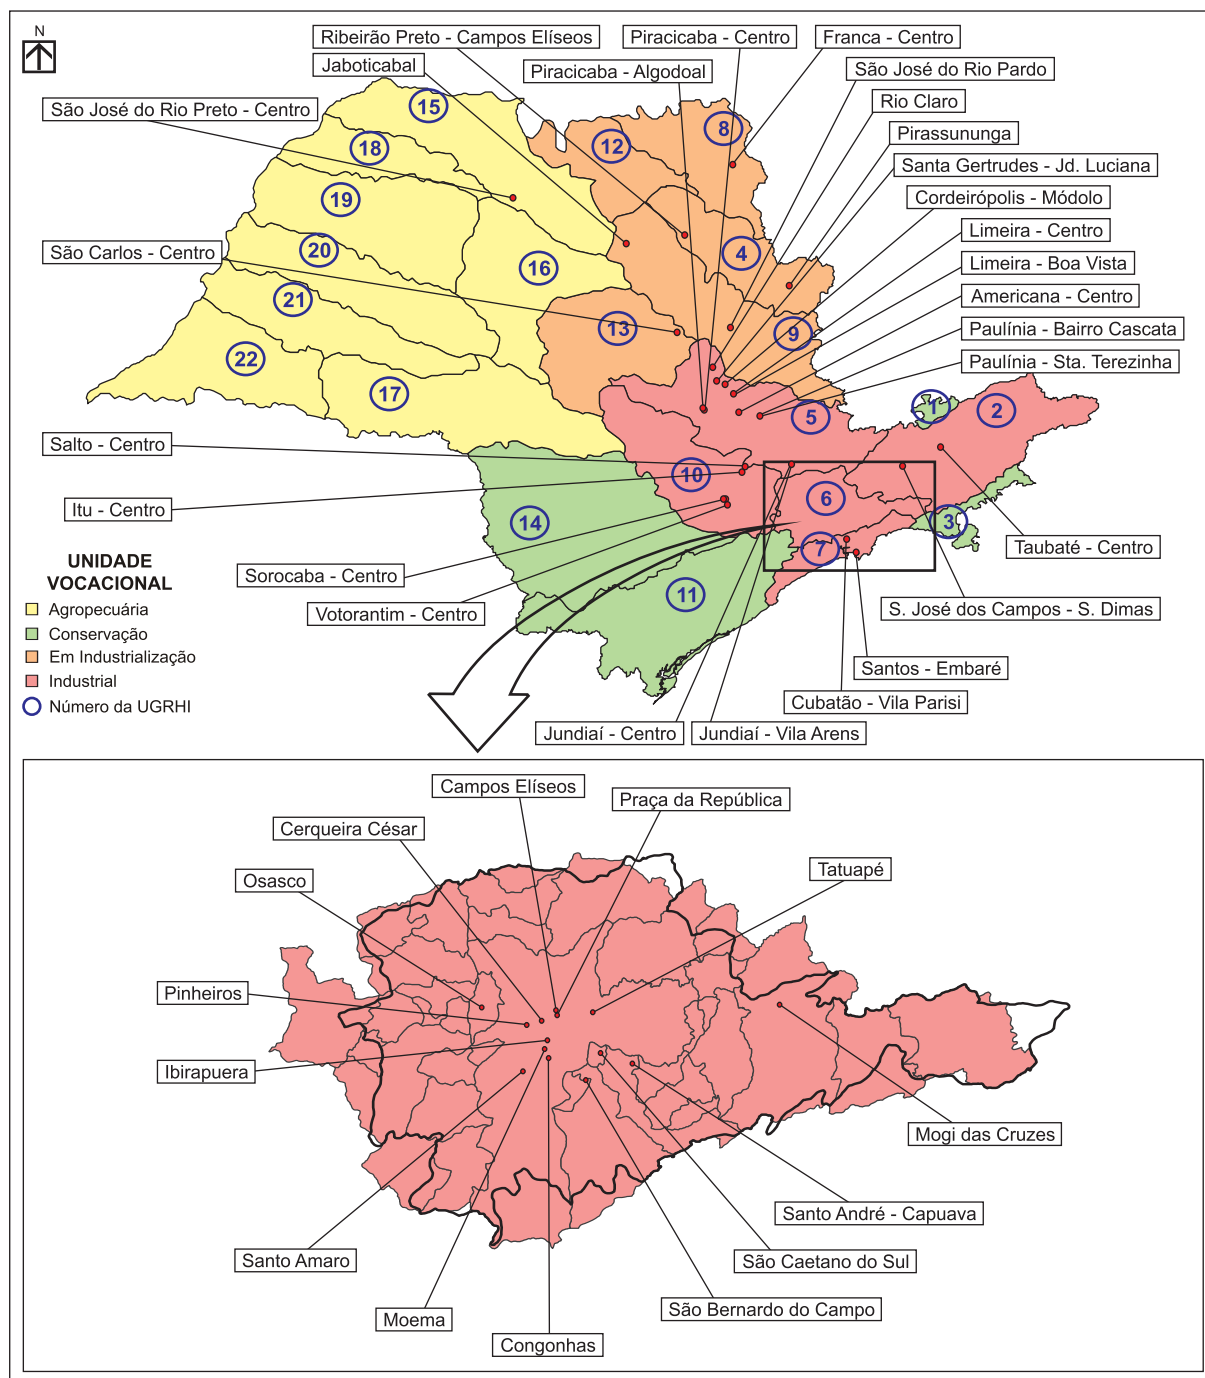 N
Ribeirão Preto - Campos Elíseos
Piracicaba - Centro
Franca - Centro
Jaboticabal
Piracicaba - Algodoal
São José do Rio Pardo
São José do Rio Preto - Centro
Rio Claro
Pirassununga
Santa Gertrudes - Jd. Luciana
Cordeirópolis - Módolo
Limeira - Centro
Limeira - Boa Vista
São Carlos - Centro
Americana - Centro
Paulínia - Bairro Cascata
Paulínia - Sta. Terezinha
15
8
12
18
19
20
4
16
21
13
9
22
17
5
1
2
10
6
14
3
7
11
Salto - Centro
Itu - Centro
Sorocaba - Centro
Votorantim - Centro
Taubaté - Centro
S. José dos Campos - S. Dimas
Santos - Embaré
Cubatão - Vila Parisi
Jundiaí - Centro
Jundiaí - Vila Arens
UNIDADE
VOCACIONAL
Agropecuária
Conservação
Em Industrialização
Industrial
Número da UGRHI
Campos Elíseos
Praça da República
Cerqueira César
Tatuapé
Osasco
Pinheiros
Ibirapuera
Mogi das Cruzes
Santo André - Capuava
São Caetano do Sul
Santo Amaro
São Bernardo do Campo
Moema
Congonhas